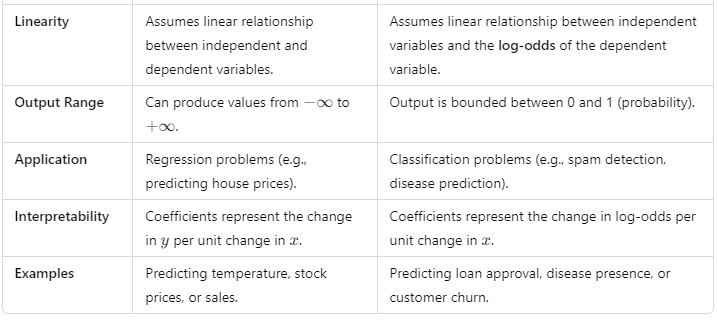 Linearity
Assumes linear relationship
between independent and
dependent variables.
Assumes linear relationship between independent
variables and the log-odds of the dependent
variable.
Output Range
Can produce values from −∞ to
+∞.
Output is bounded between 0 and 1 (probability).
Application
Regression problems (e.g.,
predicting house prices).
Classification problems (e.g., spam detection,
disease prediction).
Interpretability
Coefficients represent the change
in y per unit change in x.
Coefficients represent the change in log-odds per
unit change in x.
Examples
Predicting temperature, stock
prices, or sales.
Predicting loan approval, disease presence, or
customer churn.